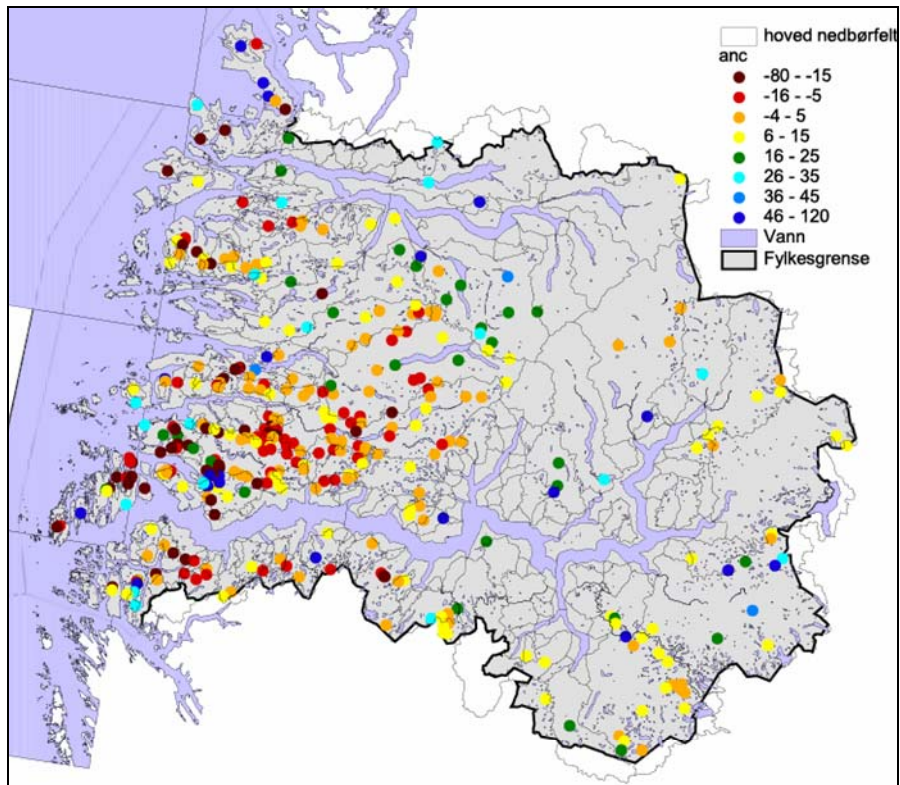 hoved nedbørfelt
anc
-80 - -15
-16 - -5
-4 - 5
6 - 15
16 - 25
26 - 35
36 - 45
46 - 120
Vann
Fylkesgrense